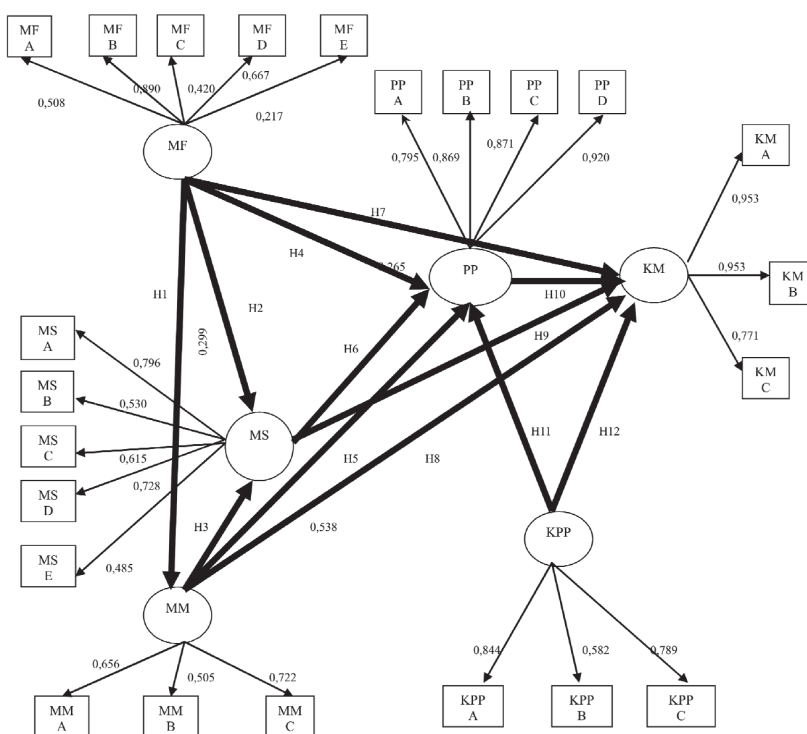 MF
A
MF
B
MF
C
MF
D
MF
E
0,508
0,890
0,420
0,667
0,217
MF
PP
A
PP
B
PP
C
PP
D
0,795
0,869
0,871
0,920
KM
A
0,953
H7
H4
0,265
PP
KM
0,953
KM
B
H1
H2
H10
H9
0,771
KM
C
MS
A
0,796
0,299
H6
MS
B
0,530
MS
MS
C
0,615
H5
H8
H11
H12
MS
D
0,728
H3
0,538
KPP
MS
E
0,485
MM
0,656
0,505
0,722
0,844
0,582
0,789
MM
A
MM
B
MM
C
KPP
A
KPP
B
KPP
C